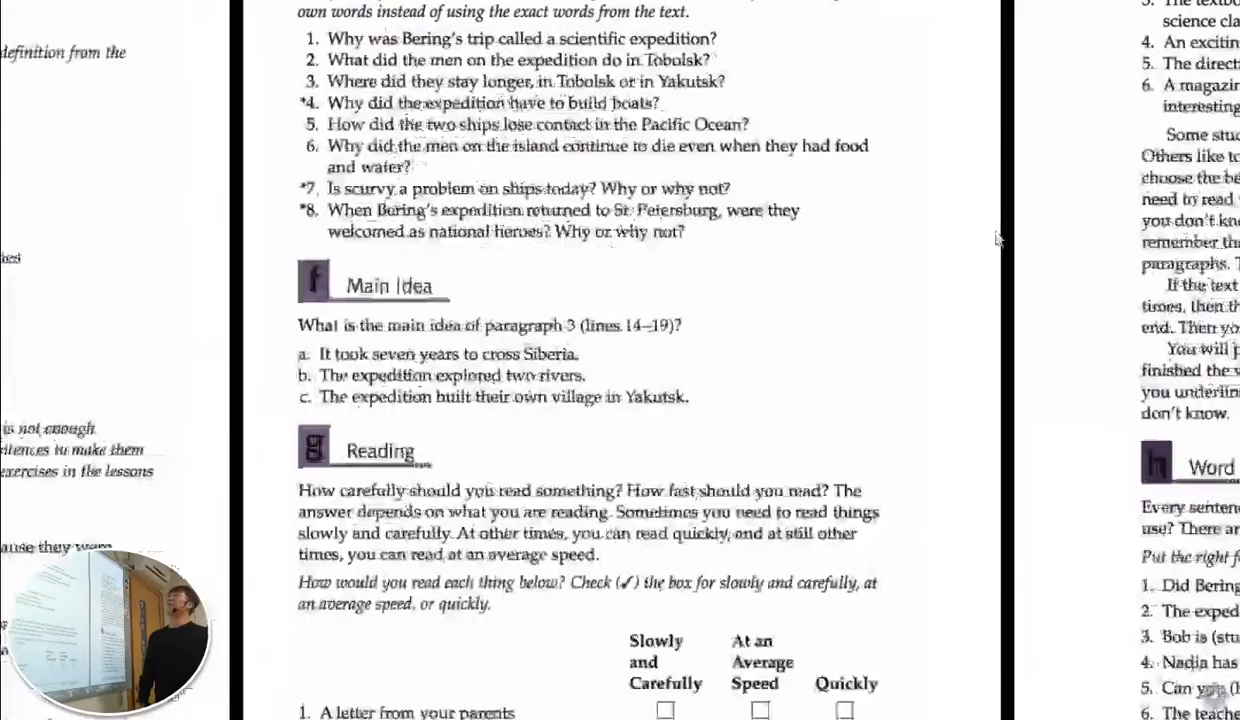 definition from the
is not enough
to make them
exercises in the lessons
ause they were
own words instead of using the exact words from the text.
1. Why was Bering's trip called a scientific expedition?
2. What did the men on the expedition do in Tobolsk?
3. Where did they stay longer, in Tobolsk or in Yakutsk?
*4. Why did the expedition have to build boats?
5. How did the two ships lose contact in the Pacific Ocean?
6. Why did the men on the island continue to die even when they had food
and water?
*7. Is scurvy a problem on ships today? Why or why not?
*8. When Bering's expedition returned to St. Petersburg, were they
welcomed as national heroes? Why or why not?
f Main Idea
What is the main idea of paragraph 3 (lines 14–19)?
a. It took seven years to cross Siberia.
b. The expedition explored two rivers.
c. The expedition built their own village in Yakutsk.
g Reading
How carefully should you read something? How fast should you read? The
answer depends on what you are reading. Sometimes you need to read things
slowly and carefully. At other times, you can read quickly, and at still other
times, you can read at an average speed.
How would you read each thing below? Check (✓) the box for slowly and carefully, at
an average speed, or quickly.
Slowly and Carefully
At an Average Speed
Quickly
1. A letter from your parents
science cla
4. An excitin
5. The directi
6. A magazin
interesting
Some stud
Others like to
choose the be
need to read
you don't kno
remember tha
paragraphs. T
If the text
times, then th
end. Then yo
You will p
finished the
you underlin
don't know.
h Word
Every senten
use? There ar
Put the right f
1. Did Bering
2. The exped
3. Bob is (stu
4. Nadia has
5. Can you (
6. The teache